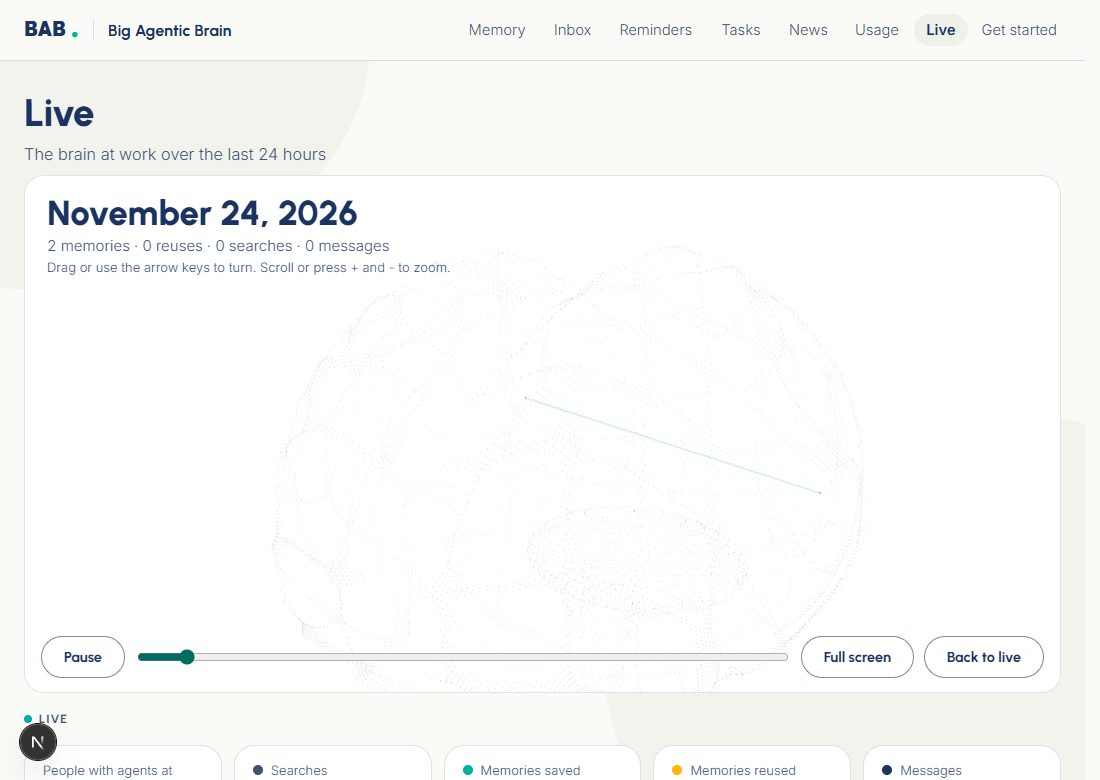 BAB. Big Agentic Brain
Memory Inbox Reminders Tasks News Usage Live Get started
Live
The brain at work over the last 24 hours
November 24, 2026
2 memories · 0 reuses · 0 searches · 0 messages
Drag or use the arrow keys to turn. Scroll or press + and - to zoom.
Pause Full screen Back to live
LIVE
N
People with agents at Searches Memories saved Memories reused Messages